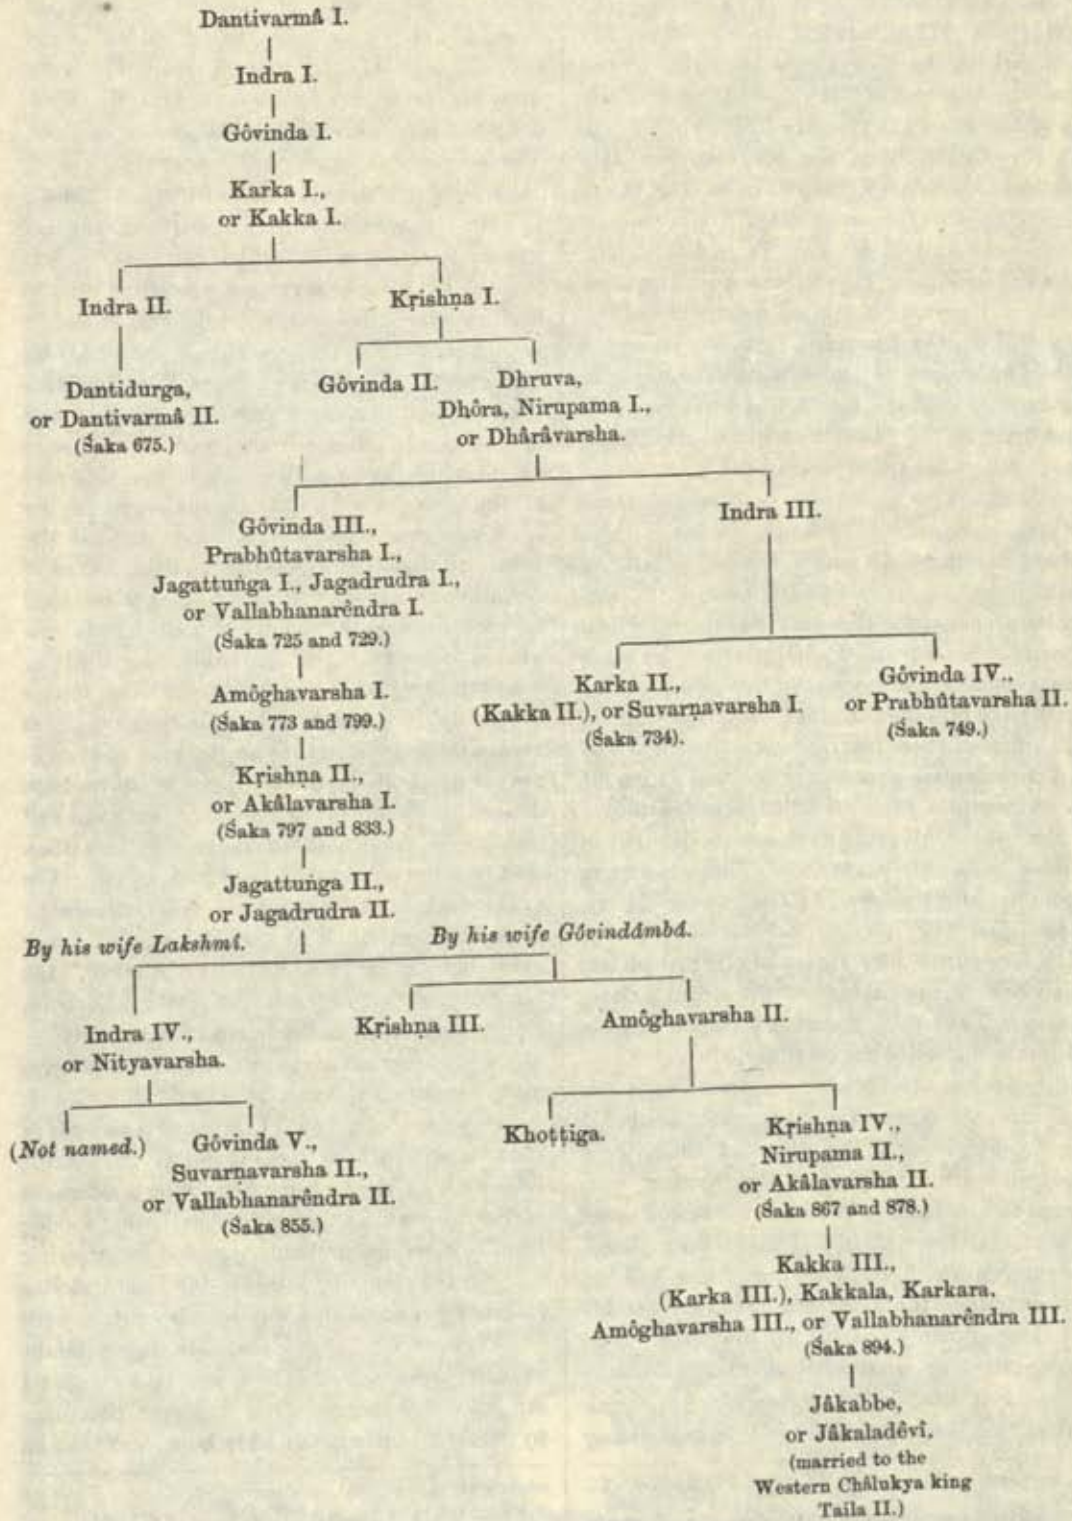 Dantivarmâ I.
Indra I.
Gôvinda I.
Karka I.,
or Kakka I.
Indra II.
Kṛishṇa I.
Dantidurga,
or Dantivarmâ II.
(Śaka 675.)
Gôvinda II.
Dhruva,
Dhôra, Nirupama I.,
or Dhârâvarsha.
Gôvinda III.,
Prabhûtavarsha I.,
Jagattuṅga I., Jagadrudra I.,
or Vallabhanarêndra I.
(Śaka 725 and 729.)
Indra III.
Amôghavarsha I.
(Śaka 773 and 799.)
Karka II.,
(Kakka II.), or Suvarṇavarsha I.
(Śaka 734).
Gôvinda IV.,
or Prabhûtavarsha II.
(Śaka 749.)
Kṛishṇa II.,
or Akâlavarsha I.
(Śaka 797 and 833.)
Jagattuṅga II.,
or Jagadrudra II.
By his wife Lakshmî.
By his wife Gôvindâmbâ.
Indra IV.,
or Nityavarsha.
Kṛishṇa III.
Amôghavarsha II.
(Not named.)
Gôvinda V.,
Suvarṇavarsha II.,
or Vallabhanarêndra II.
(Śaka 855.)
Khoṭṭiga.
Kṛishṇa IV.,
Nirupama II.,
or Akâlavarsha II.
(Śaka 867 and 878.)
Kakka III.,
(Karka III.), Kakkala, Karkara,
Amôghavarsha III., or Vallabhanarêndra III.
(Śaka 894.)
Jâkabbe,
or Jâkaladêvî,
(married to the
Western Châlukya king
Taila II.)